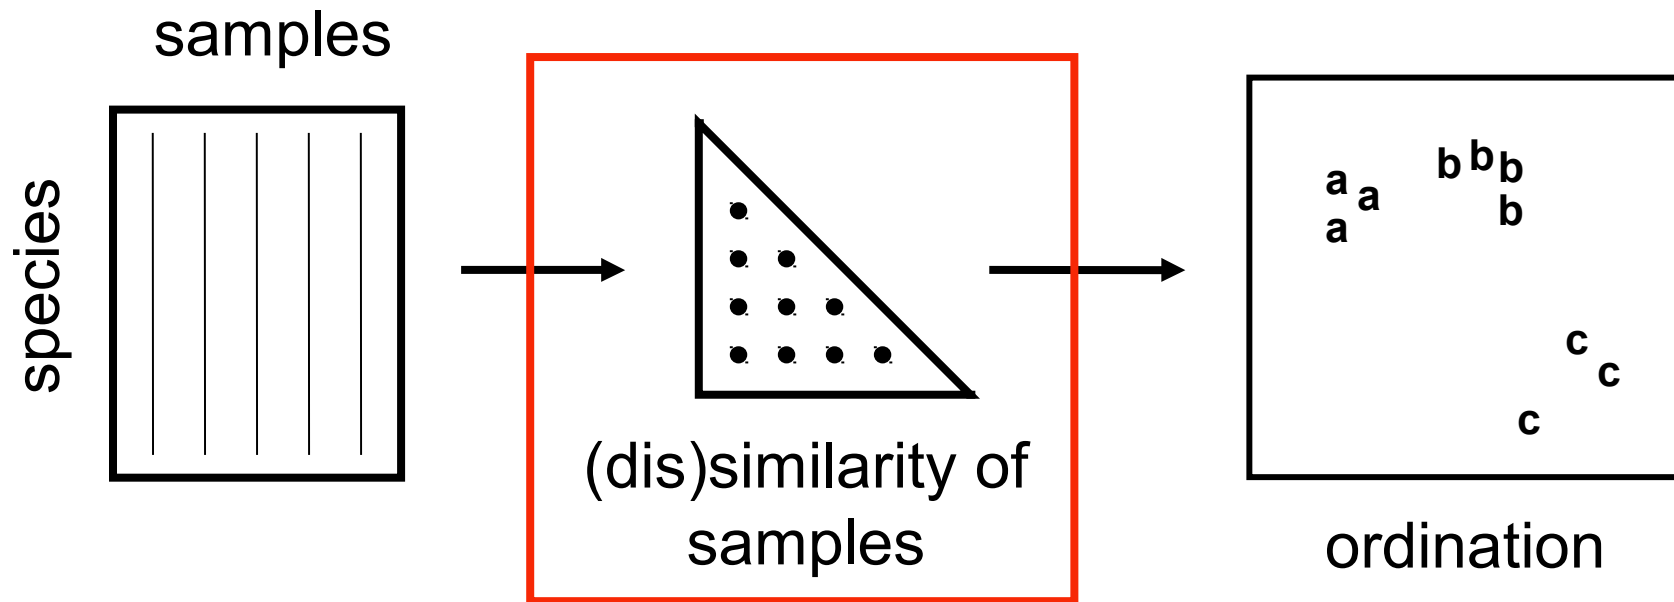 samples
species
(dis)similarity of
samples
a
a
a
b
b
b
b
c
c
c
ordination